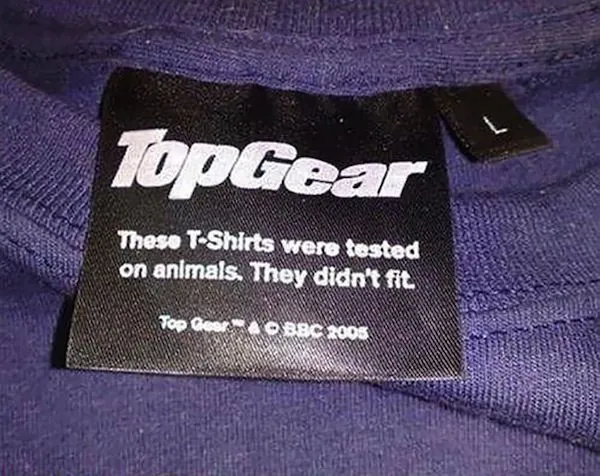 TopGear
L
These T-Shirts were tested
on animals. They didn't fit.
Top Gear™ & © BBC 2005